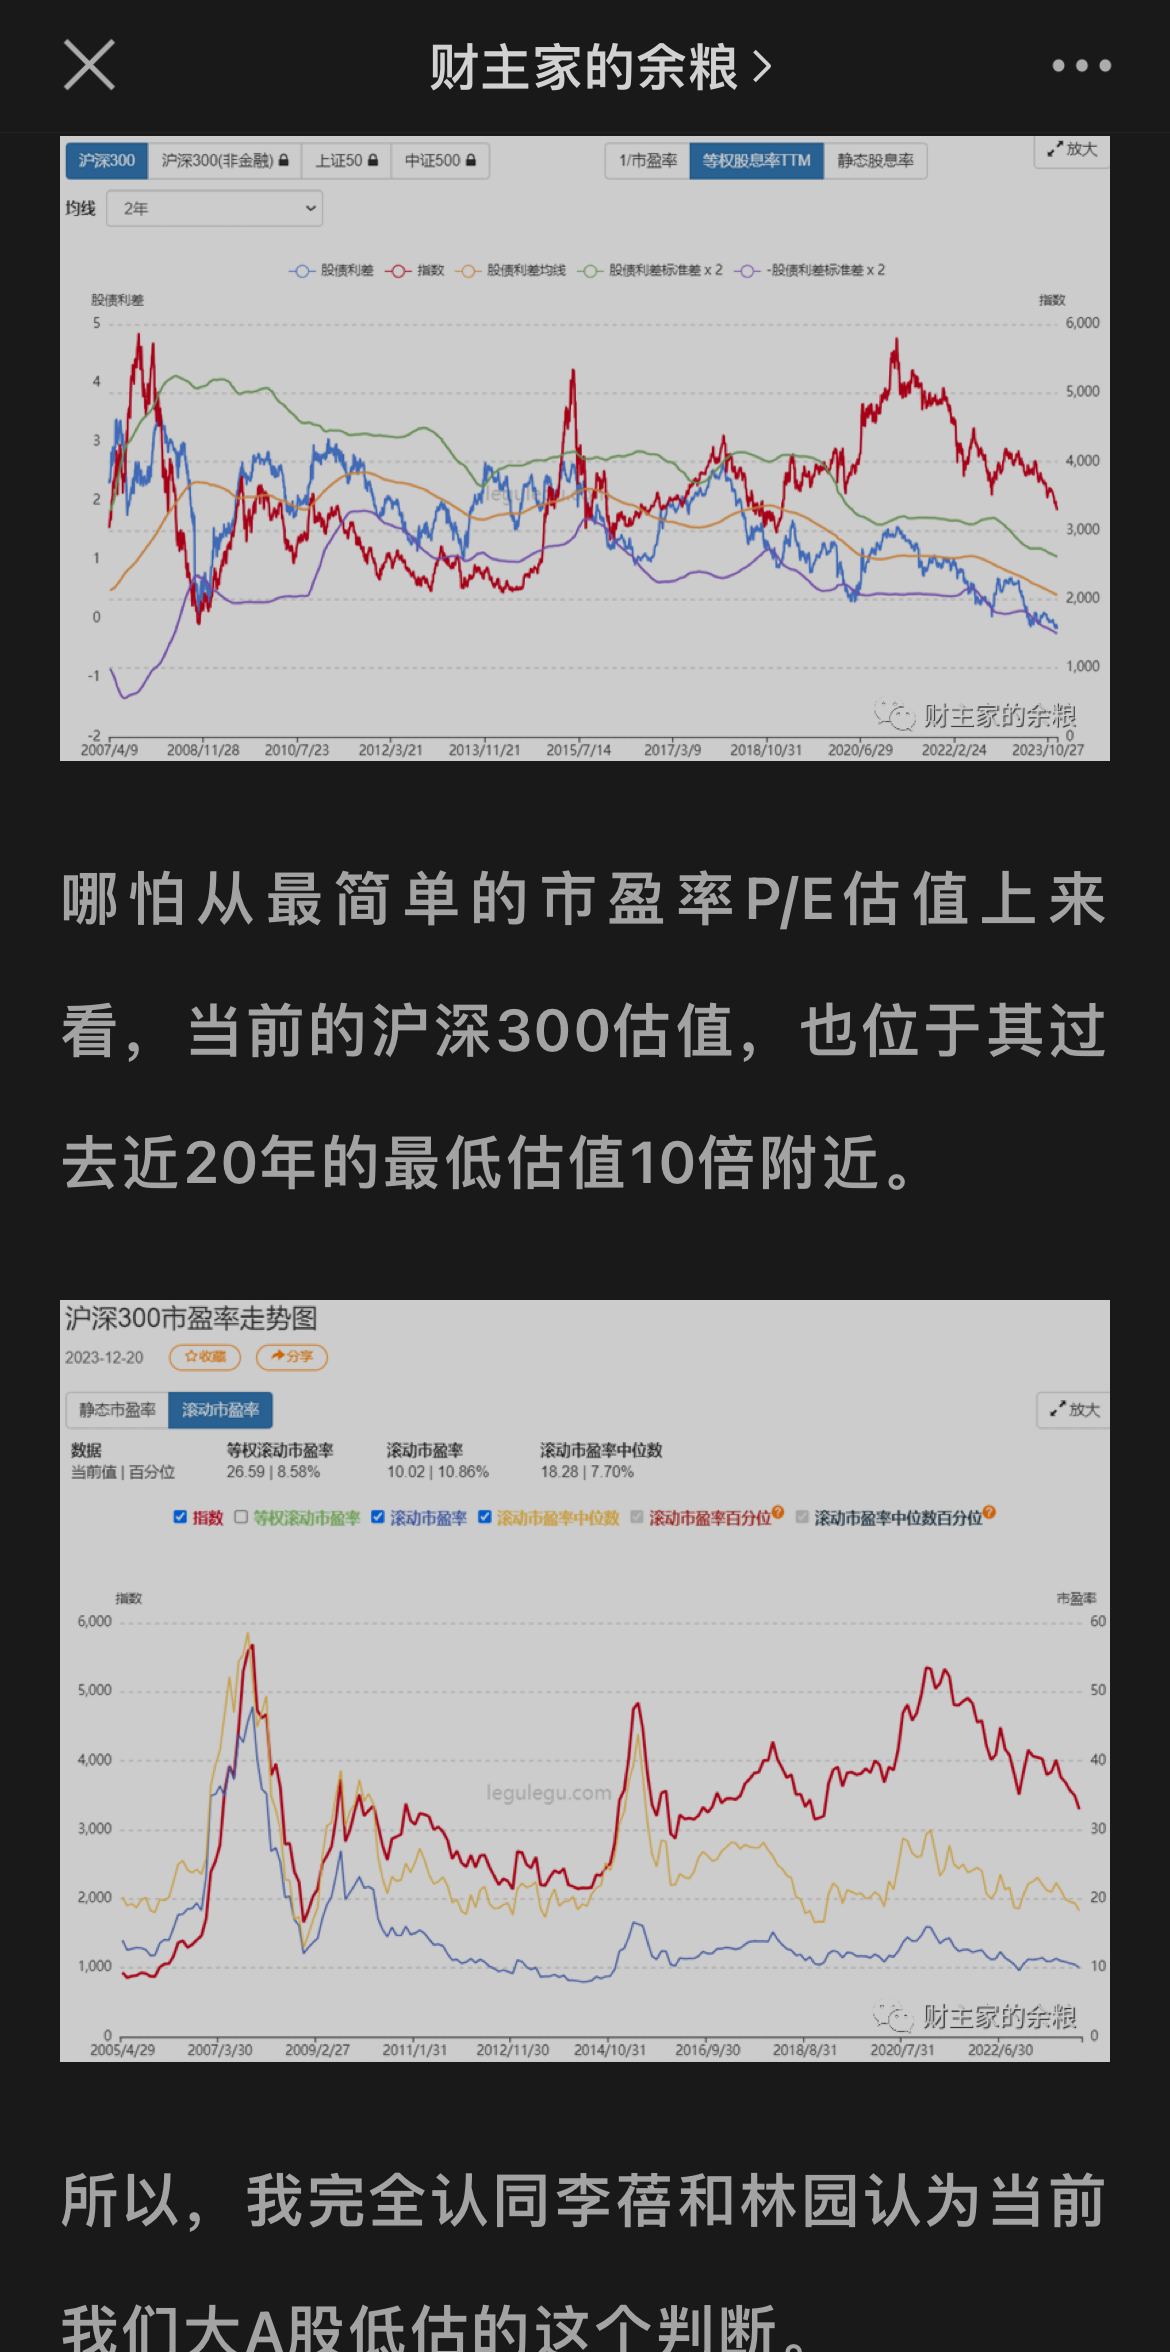 财主家的余粮
沪深300 沪深300(非金融) 上证50 中证500 1/市盈率 等权股息率TTM 静态股息率 放大
均线 2年
股债利差 指数 股债利差均线 股债利差标准差 x 2 -股债利差标准差 x 2
股债利差 指数
5 6,000
4 5,000
3 4,000
2 3,000
1 2,000
0 1,000
-1
legulegu.com
财主家的余粮
-2 0
2007/4/9 2008/11/28 2010/7/23 2012/3/21 2013/11/21 2015/7/14 2017/3/9 2018/10/31 2020/6/29 2022/2/24 2023/10/27
哪怕从最简单的市盈率P/E估值上来
看，当前的沪深300估值，也位于其过
去近20年的最低估值10倍附近。
沪深300市盈率走势图
2023-12-20 收藏 分享
静态市盈率 滚动市盈率 放大
数据 等权滚动市盈率 滚动市盈率 滚动市盈率中位数
当前值 | 百分位 26.59 | 8.58% 10.02 | 10.86% 18.28 | 7.70%
指数 等权滚动市盈率 滚动市盈率 滚动市盈率中位数 滚动市盈率百分位? 滚动市盈率中位数百分位?
指数 市盈率
6,000 60
5,000 50
4,000 40
legulegu.com
3,000 30
2,000 20
1,000 10
财主家的余粮
0 0
2005/4/29 2007/3/30 2009/2/27 2011/1/31 2012/11/30 2014/10/31 2016/9/30 2018/8/31 2020/7/31 2022/6/30
所以，我完全认同李蓓和林园认为当前
我们大A股低估的这个判断。